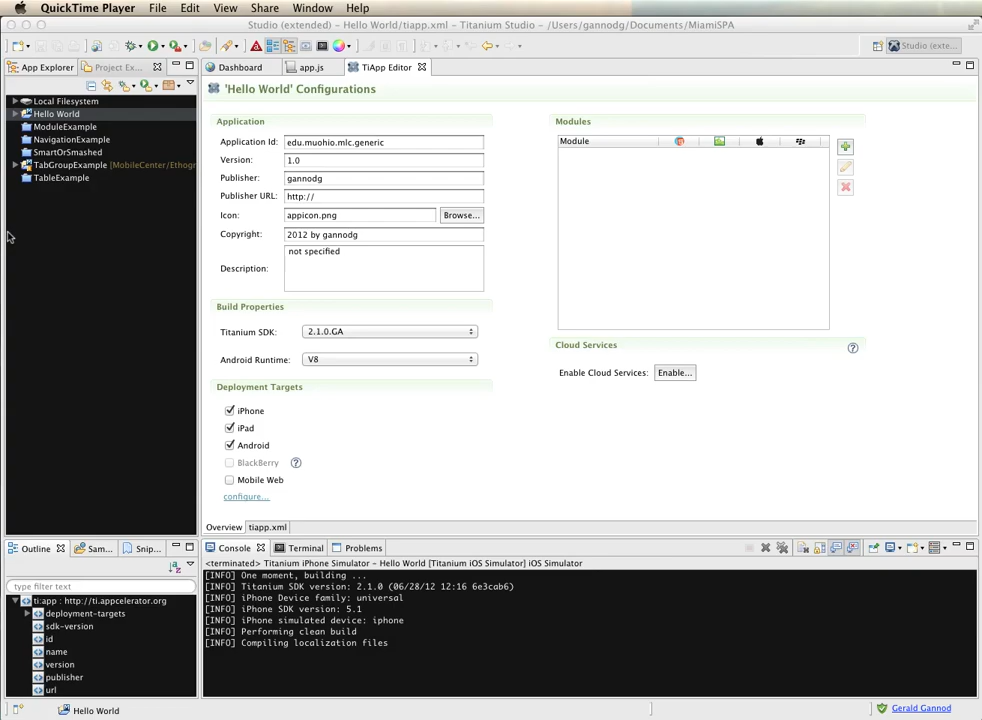 QuickTime Player File Edit View Share Window Help
Studio (extended) – Hello World/tiapp.xml – Titanium Studio – /Users/gannodg/Documents/MiamiSPA
Studio (exte...
App Explorer Project Ex...
Dashboard app.js TiApp Editor
Local Filesystem
Hello World
ModuleExample
NavigationExample
SmartOrSmashed
TabGroupExample [MobileCenter/Ethogr
TableExample
'Hello World' Configurations
Application
Application Id: edu.muohio.mlc.generic
Version: 1.0
Publisher: gannodg
Publisher URL: http://
Icon: appicon.png Browse...
Copyright: 2012 by gannodg
Description: not specified
Build Properties
Titanium SDK: 2.1.0.GA
Android Runtime: V8
Deployment Targets
iPhone
iPad
Android
BlackBerry
Mobile Web
configure...
Modules
Module
Cloud Services
Enable Cloud Services: Enable...
Overview tiapp.xml
Outline Sam... Snip...
type filter text
ti:app : http://ti.appcelerator.org
deployment-targets
sdk-version
id
name
version
publisher
url
Console Terminal Problems
<terminated> Titanium iPhone Simulator - Hello World [Titanium iOS Simulator] iOS Simulator
[INFO] One moment, building ...
[INFO] Titanium SDK version: 2.1.0 (06/28/12 12:16 6e3cab6)
[INFO] iPhone Device family: universal
[INFO] iPhone SDK version: 5.1
[INFO] iPhone simulated device: iphone
[INFO] Performing clean build
[INFO] Compiling localization files
Hello World
Gerald Gannod